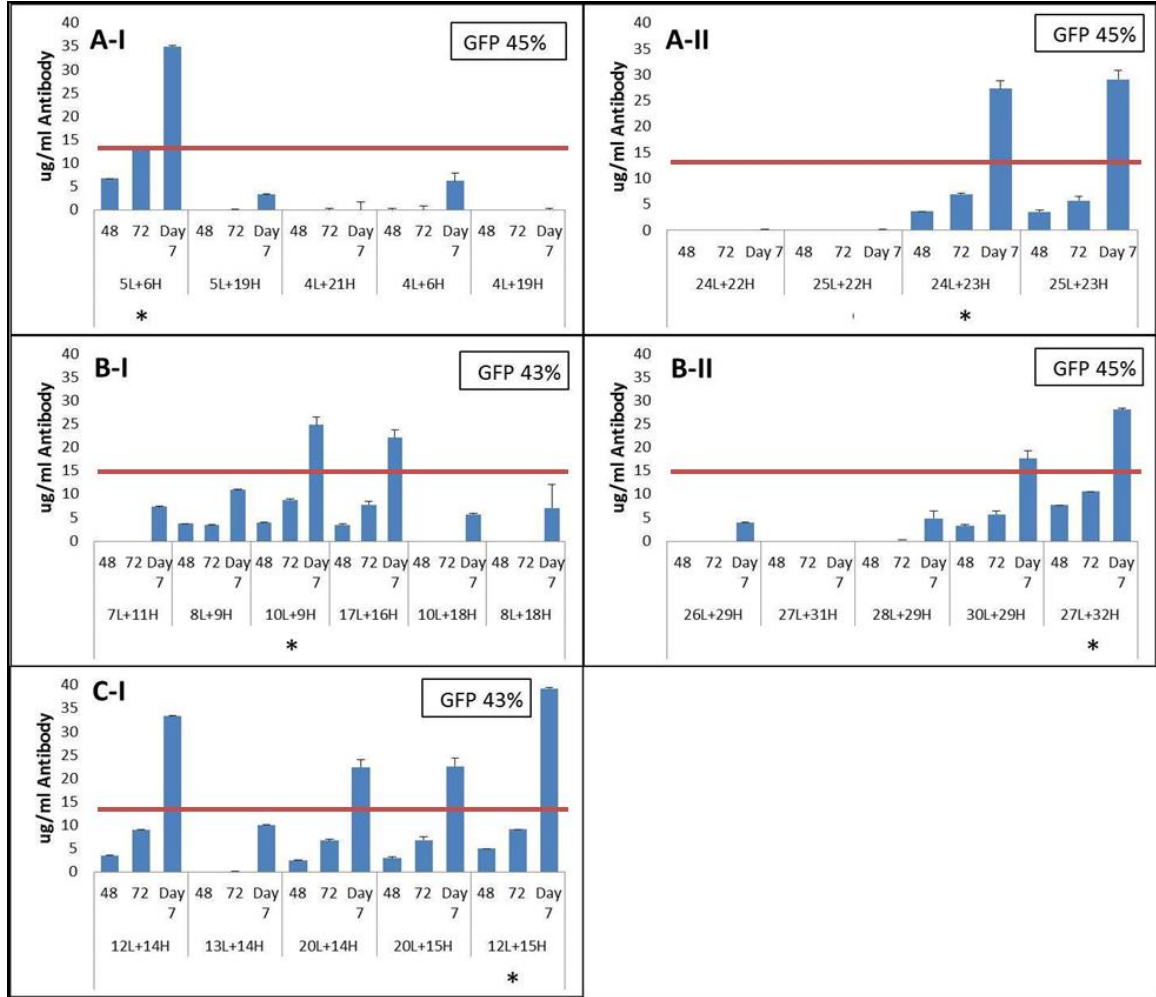 A-I
GFP 45%
ug/ml Antibody
40
35
30
25
20
15
10
5
0
48 72 Day 7 48 72 Day 7 48 72 Day 7 48 72 Day 7 48 72 Day 7
5L+6H 5L+19H 4L+21H 4L+6H 4L+19H
*
A-II
GFP 45%
ug/ml Antibody
40
35
30
25
20
15
10
5
0
48 72 Day 7 48 72 Day 7 48 72 Day 7 48 72 Day 7
24L+22H 25L+22H 24L+23H 25L+23H
*
B-I
GFP 43%
ug/ml Antibody
40
35
30
25
20
15
10
5
0
48 72 Day 7 48 72 Day 7 48 72 Day 7 48 72 Day 7 48 72 Day 7 48 72 Day 7
7L+11H 8L+9H 10L+9H 17L+16H 10L+18H 8L+18H
*
B-II
GFP 45%
ug/ml Antibody
40
35
30
25
20
15
10
5
0
48 72 Day 7 48 72 Day 7 48 72 Day 7 48 72 Day 7 48 72 Day 7
26L+29H 27L+31H 28L+29H 30L+29H 27L+32H
*
C-I
GFP 43%
ug/ml Antibody
40
35
30
25
20
15
10
5
0
48 72 Day 7 48 72 Day 7 48 72 Day 7 48 72 Day 7 48 72 Day 7
12L+14H 13L+14H 20L+14H 20L+15H 12L+15H
*